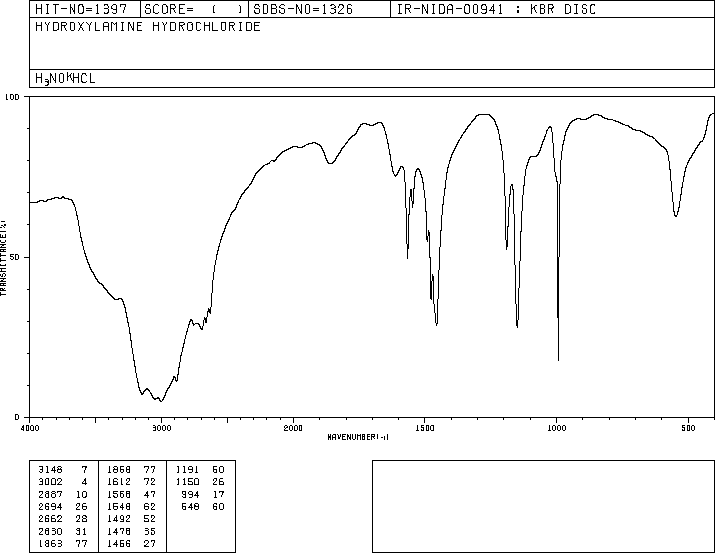 HIT-NO=1397 SCORE= ( ) SDBS-NO=1326 IR-NIDA-00941 : KBR DISC
HYDROXYLAMINE HYDROCHLORIDE
H3NO*HCL
100
50
0
TRANSMITTANCE(%)
4000 3000 2000 1500 1000 500
WAVENUMBER(-1)
3148 7 1868 77 1191 50
3002 4 1612 72 1150 26
2887 10 1568 47 994 17
2694 26 1548 62 548 60
2662 28 1492 52
2630 31 1478 35
1863 77 1456 27